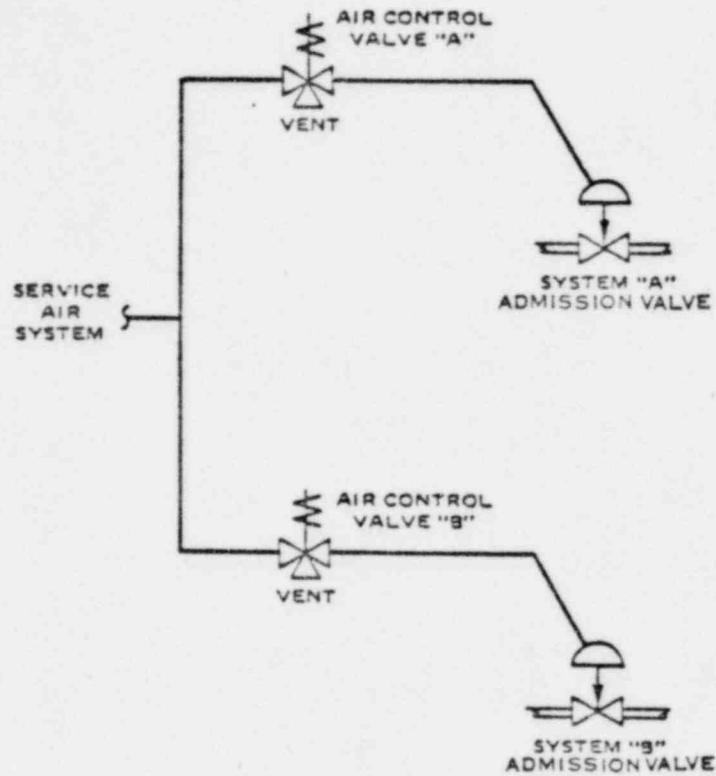 AIR CONTROL
VALVE "A"
VENT
SYSTEM "A"
ADMISSION VALVE
SERVICE
AIR
SYSTEM
AIR CONTROL
VALVE "B"
VENT
SYSTEM "B"
ADMISSION VALVE